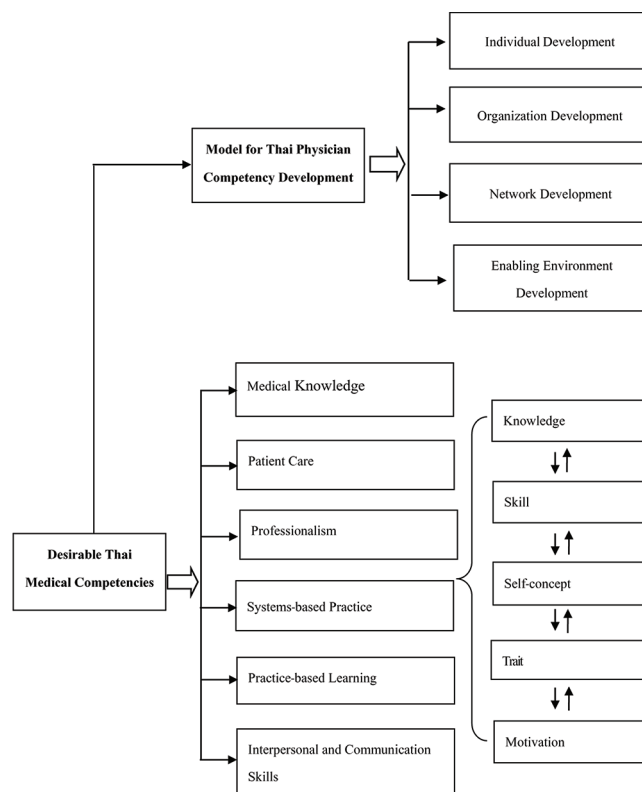 Individual Development
Organization Development
Model for Thai Physician
Competency Development
Network Development
Enabling Environment
Development
Medical Knowledge
Knowledge
Patient Care
Skill
Professionalism
Desirable Thai
Medical Competencies
Self-concept
Systems-based Practice
Trait
Practice-based Learning
Motivation
Interpersonal and Communication
Skills